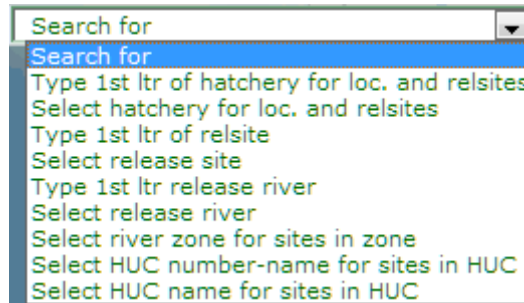 Search for
Search for
Type 1st ltr of hatchery for loc. and relsites
Select hatchery for loc. and relsites
Type 1st ltr of relsite
Select release site
Type 1st ltr release river
Select release river
Select river zone for sites in zone
Select HUC number-name for sites in HUC
Select HUC name for sites in HUC